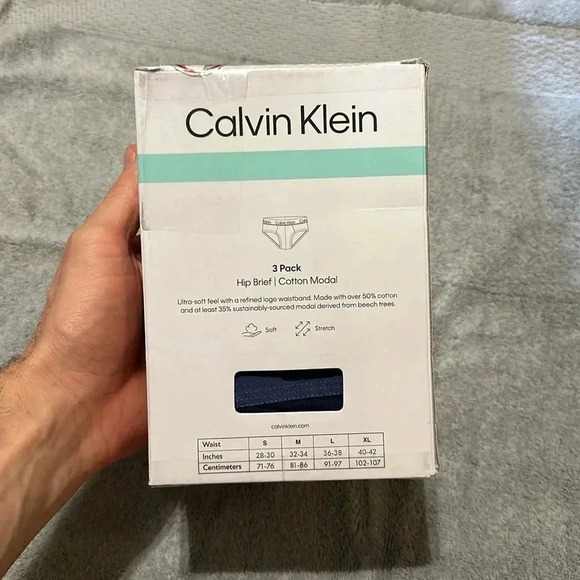 Calvin Klein
Calvin Klein
3 Pack
Hip Brief | Cotton Modal
Ultra-soft feel with a refined logo waistband. Made with over 50% cotton
and at least 35% sustainably-sourced modal derived from beech trees.
Soft Stretch
calvinklein.com
Waist S M L XL
Inches 28-30 32-34 36-38 40-42
Centimeters 71-76 81-86 91-97 102-107